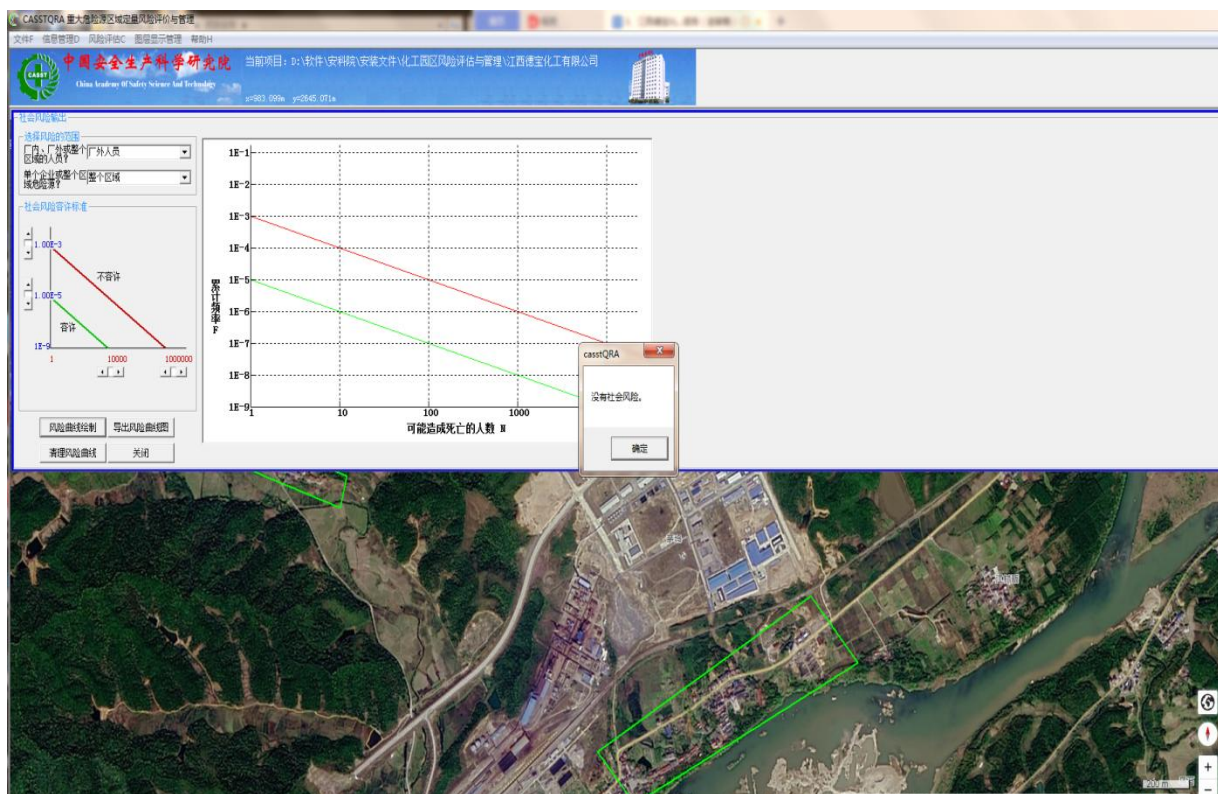 CASSTQRA 重大危险源区域定量风险评价与管理
文件F 信息管理D 风险评估C 图层显示管理 帮助H
CASST
中国安全生产科学研究院
China Academy Of Safety Science And Technology
当前项目：D:\软件\安科院\安装文件\化工园区风险评估与管理\江西德宝化工有限公司
x=983.099m y=2645.071m
社会风险输出
选择风险的范围
厂内、厂外或整个区域的人员？
厂外人员
单个企业或整个区域危险源？
整个区域
社会风险容许标准
1.00E-3
不容许
1.00E-5
容许
1E-9
1 10000 1000000
风险曲线绘制 导出风险曲线图
清理风险曲线 关闭
1E-1
1E-2
1E-3
1E-4
1E-5
1E-6
1E-7
1E-8
1E-9
累计频率F
1 10 100 1000
可能造成死亡的人数 N
casstQRA
没有社会风险。
确定